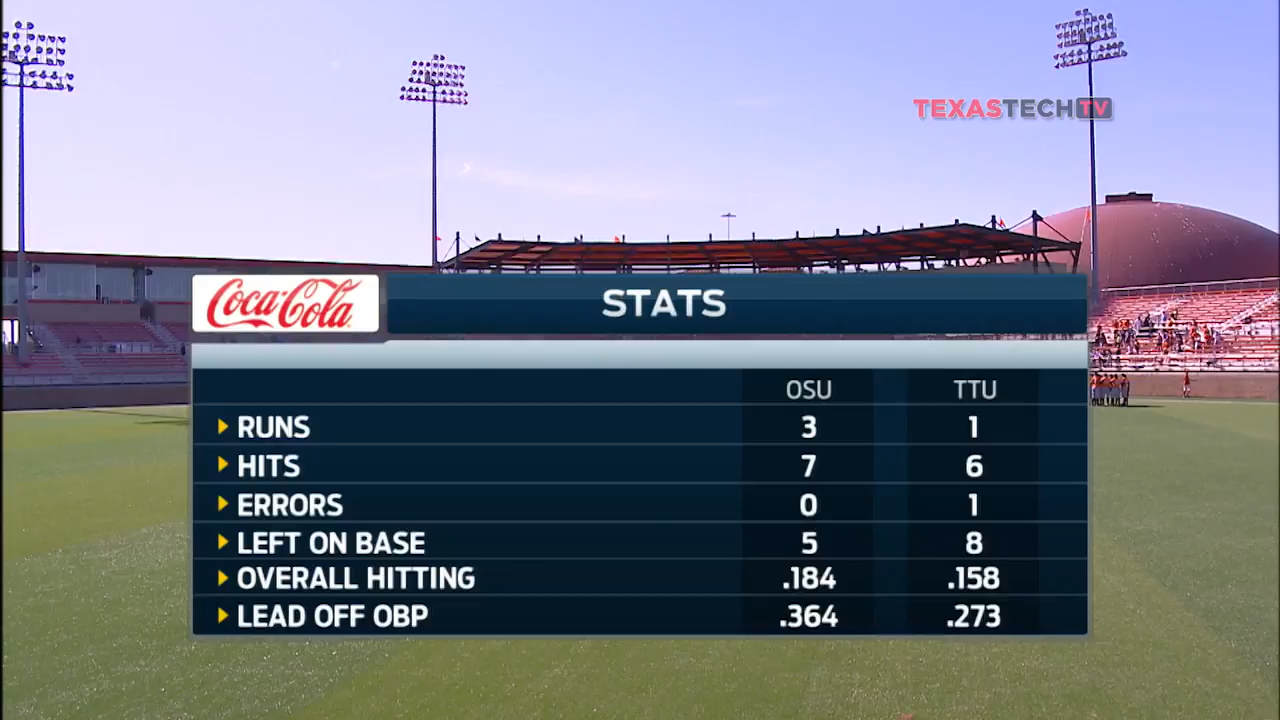 TEXASTECHTV
Coca-Cola
STATS
OSU TTU
RUNS 3 1
HITS 7 6
ERRORS 0 1
LEFT ON BASE 5 8
OVERALL HITTING .184 .158
LEAD OFF OBP .364 .273